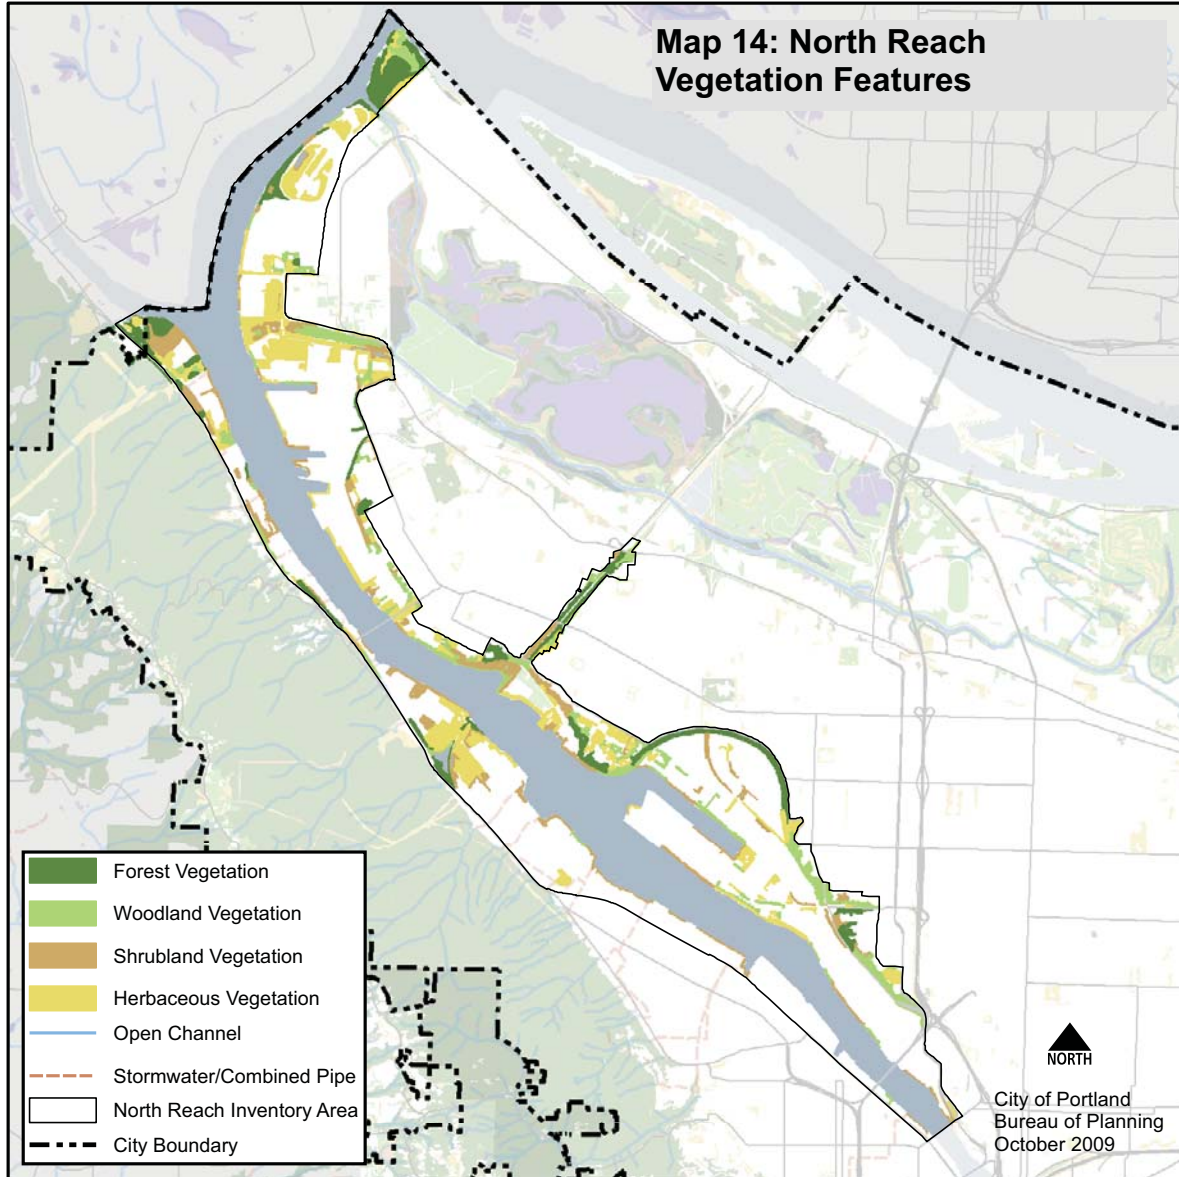 Map 14: North Reach
Vegetation Features
Forest Vegetation
Woodland Vegetation
Shrubland Vegetation
Herbaceous Vegetation
Open Channel
Stormwater/Combined Pipe
North Reach Inventory Area
City Boundary
NORTH
City of Portland
Bureau of Planning
October 2009